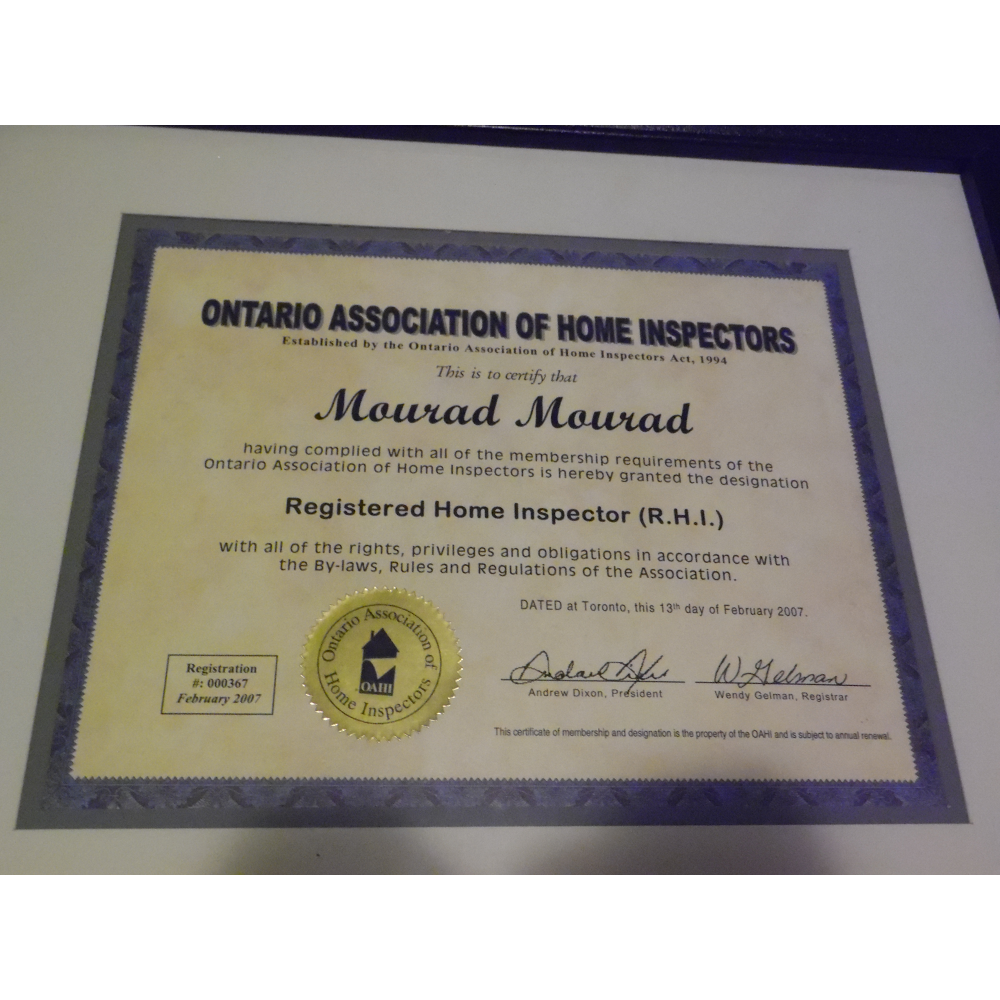 ONTARIO ASSOCIATION OF HOME INSPECTORS
Established by the Ontario Association of Home Inspectors Act, 1994
This is to certify that
Mourad Mourad
having complied with all of the membership requirements of the
Ontario Association of Home Inspectors is hereby granted the designation
Registered Home Inspector (R.H.I.)
with all of the rights, privileges and obligations in accordance with
the By-laws, Rules and Regulations of the Association.
DATED at Toronto, this 13th day of February 2007.
Registration
#: 000367
February 2007
Ontario Association of
Home Inspectors
OAHI
W Gelman
Andrew Dixon, President
Wendy Gelman, Registrar
This certificate of membership and designation is the property of the OAHI and is subject to annual renewal.